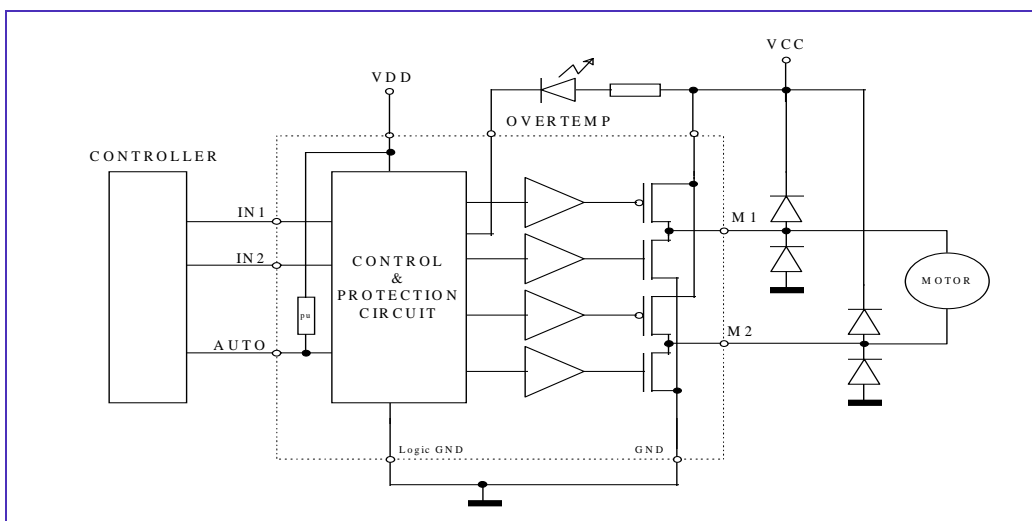 VCC
VDD
OVERTEMP
CONTROLLER
IN1
M1
IN2
CONTROL
&
PROTECTION
CIRCUIT
MOTOR
pu
AUTO
M2
Logic GND
GND